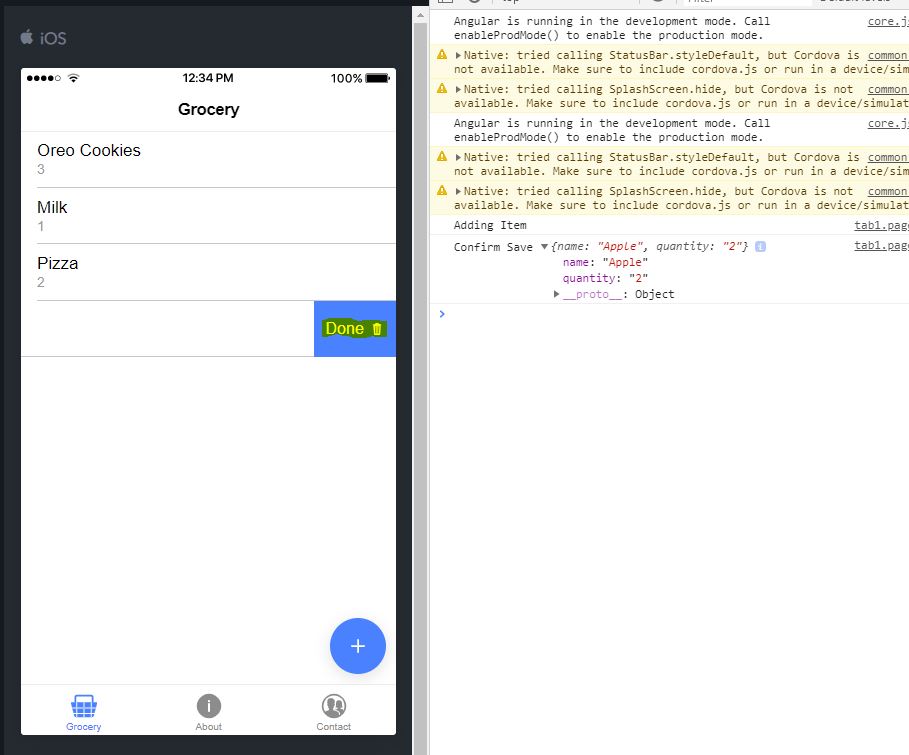 iOS
12:34 PM
100%
Grocery
Oreo Cookies
3
Milk
1
Pizza
2
Done
+
Grocery
About
Contact
Angular is running in the development mode. Call core.j
enableProdMode() to enable the production mode.
Native: tried calling StatusBar.styleDefault, but Cordova is common
not available. Make sure to include cordova.js or run in a device/sim
Native: tried calling SplashScreen.hide, but Cordova is not common
available. Make sure to include cordova.js or run in a device/simulat
Angular is running in the development mode. Call core.j
enableProdMode() to enable the production mode.
Native: tried calling StatusBar.styleDefault, but Cordova is common
not available. Make sure to include cordova.js or run in a device/sim
Native: tried calling SplashScreen.hide, but Cordova is not common
available. Make sure to include cordova.js or run in a device/simulat
Adding Item tab1.page
Confirm Save {name: "Apple", quantity: "2"} tab1.page
name: "Apple"
quantity: "2"
__proto__: Object